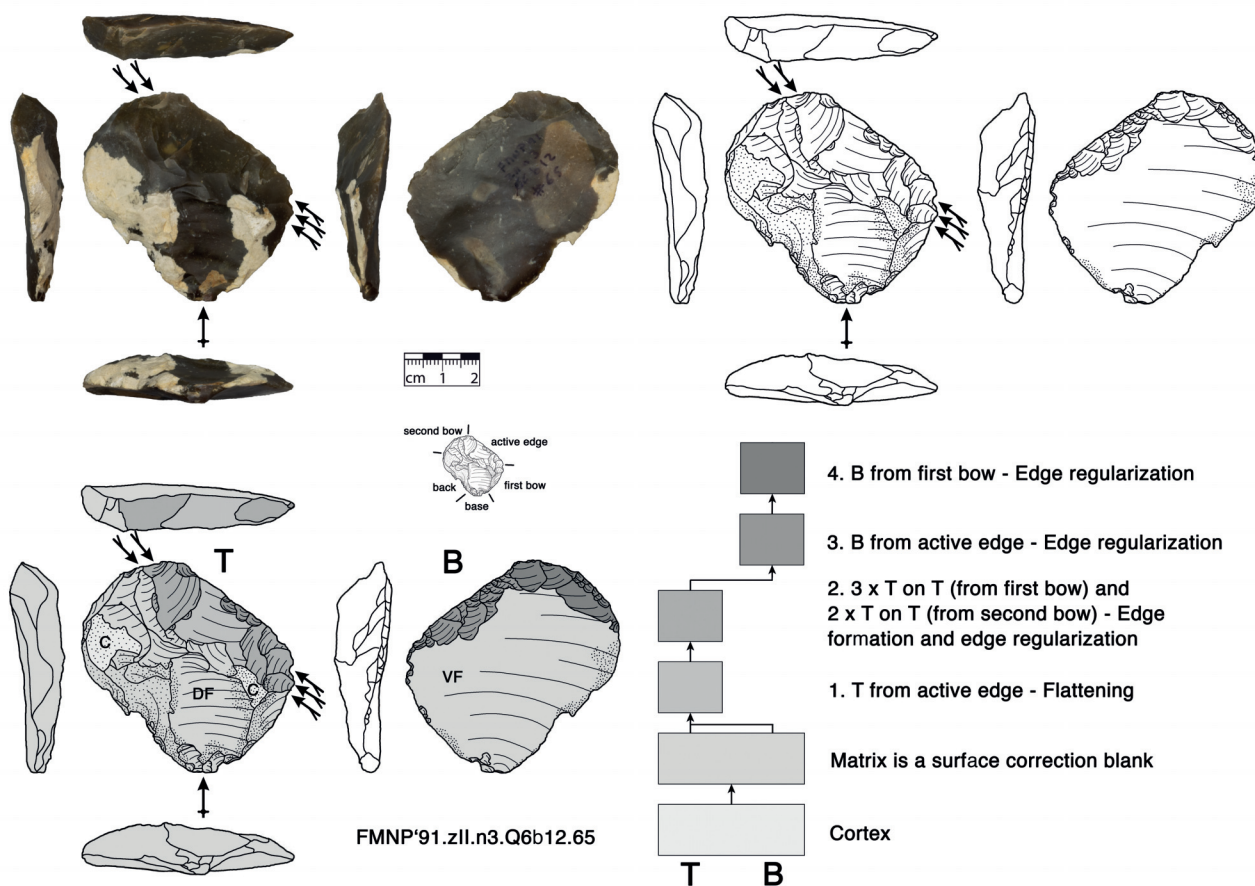 cm 1 2
second bow
active edge
back
first bow
base
T
B
C
DF
C
VF
FMNP'91.zII.n3.Q6b12.65
4. B from first bow - Edge regularization
3. B from active edge - Edge regularization
2. 3 x T on T (from first bow) and
2 x T on T (from second bow) - Edge
formation and edge regularization
1. T from active edge - Flattening
Matrix is a surface correction blank
Cortex
T B